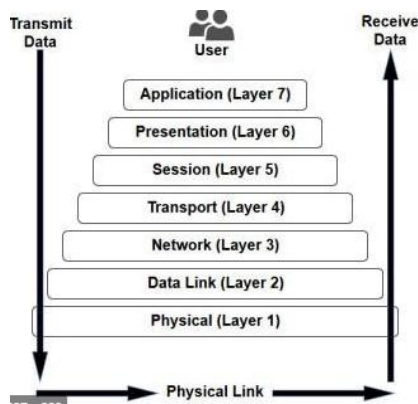 Transmit
Data
User
Receive
Data
Application (Layer 7)
Presentation (Layer 6)
Session (Layer 5)
Transport (Layer 4)
Network (Layer 3)
Data Link (Layer 2)
Physical (Layer 1)
Physical Link